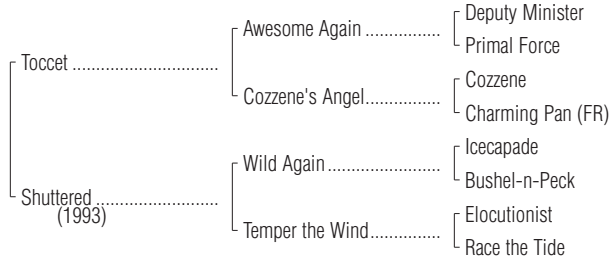 Deputy Minister
Awesome Again ..................
Primal Force
Toccet ...................................
Cozzene
Cozzene's Angel..................
Charming Pan (FR)
Icecapade
Wild Again ...........................
Bushel-n-Peck
Shuttered .............................
(1993)
Elocutionist
Temper the Wind.................
Race the Tide